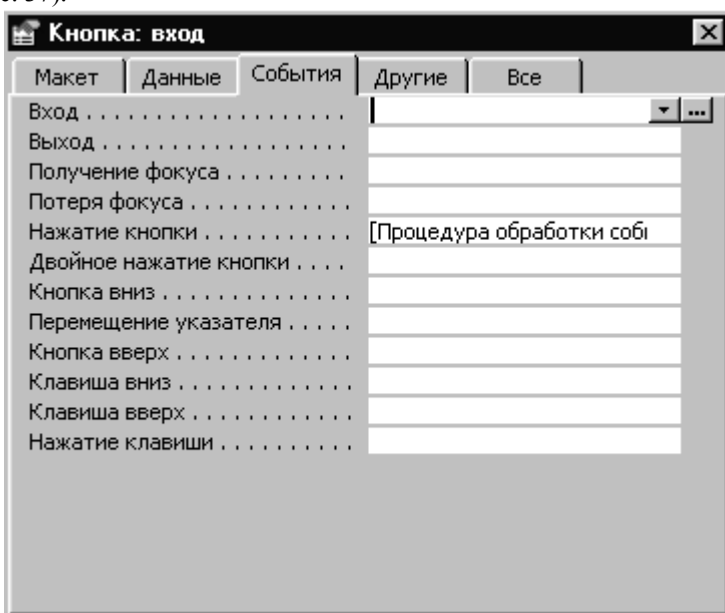 Кнопка: вход
Макет Данные События Другие Все
Вход . . . . . . . . . . . . . . . . . . .
Выход . . . . . . . . . . . . . . . . . .
Получение фокуса . . . . . . . . .
Потеря фокуса . . . . . . . . . . . .
Нажатие кнопки . . . . . . . . . . . [Процедура обработки собы
Двойное нажатие кнопки . . . .
Кнопка вниз . . . . . . . . . . . . . .
Перемещение указателя . . . . .
Кнопка вверх . . . . . . . . . . . . .
Клавиша вниз . . . . . . . . . . . . .
Клавиша вверх . . . . . . . . . . . .
Нажатие клавиши . . . . . . . . . .